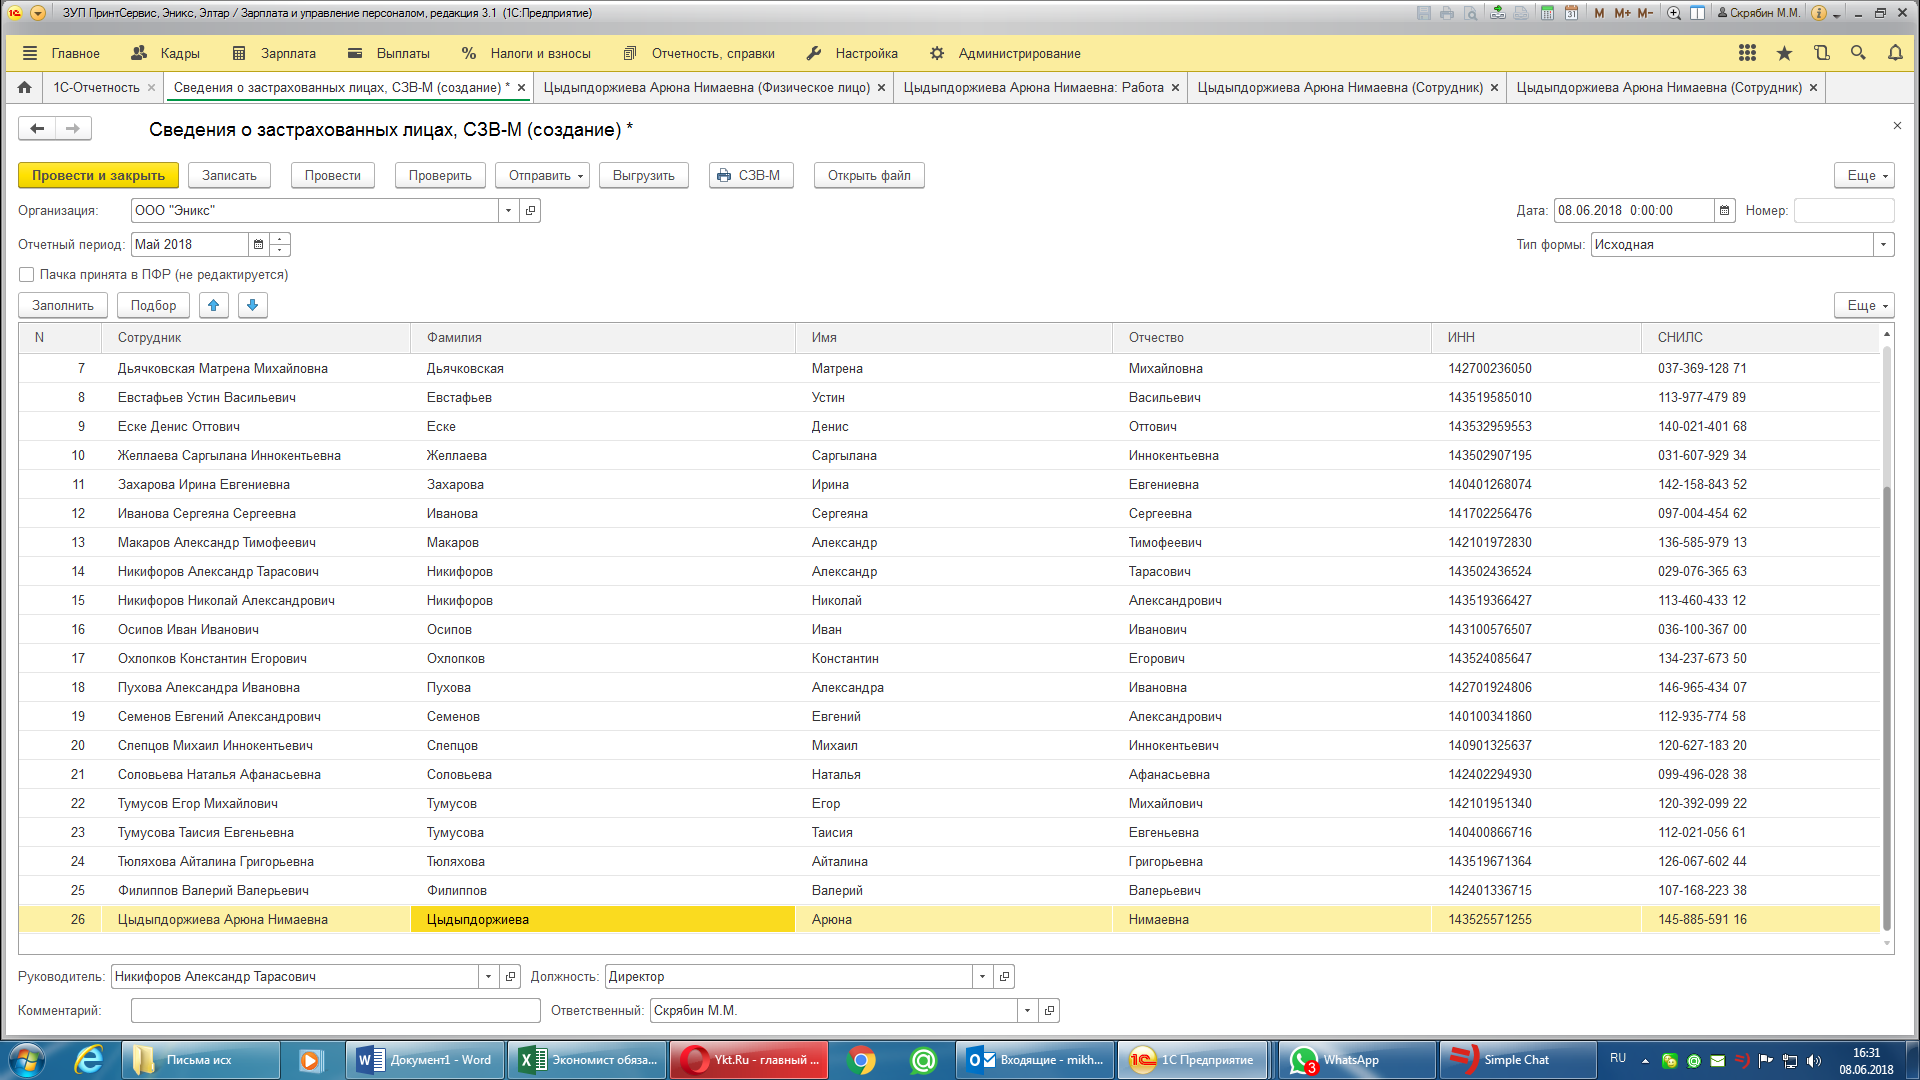 ЗУП ПринтСервис, Эникс, Элтар / Зарплата и управление персоналом, редакция 3.1 (1С:Предприятие)
M M+ M- Скрябин М.М.
Главное Кадры Зарплата Выплаты Налоги и взносы Отчетность, справки Настройка Администрирование
1С-Отчетность Сведения о застрахованных лицах, СЗВ-М (создание) * Цыдыпдоржиева Арюна Нимаевна (Физическое лицо) Цыдыпдоржиева Арюна Нимаевна: Работа Цыдыпдоржиева Арюна Нимаевна (Сотрудник) Цыдыпдоржиева Арюна Нимаевна (Сотрудник)
Сведения о застрахованных лицах, СЗВ-М (создание) *
Провести и закрыть Записать Провести Проверить Отправить Выгрузить СЗВ-М Открыть файл Еще
Организация: ООО "Эникс" Дата: 08.06.2018 0:00:00 Номер:
Отчетный период: Май 2018 Тип формы: Исходная
Пачка принята в ПФР (не редактируется)
Заполнить Подбор Еще
N Сотрудник Фамилия Имя Отчество ИНН СНИЛС
7 Дьячковская Матрена Михайловна Дьячковская Матрена Михайловна 142700236050 037-369-128 71
8 Евстафьев Устин Васильевич Евстафьев Устин Васильевич 143519585010 113-977-479 89
9 Еске Денис Оттович Еске Денис Оттович 143532959553 140-021-401 68
10 Желлаева Саргылана Иннокентьевна Желлаева Саргылана Иннокентьевна 143502907195 031-607-929 34
11 Захарова Ирина Евгениевна Захарова Ирина Евгениевна 140401268074 142-158-843 52
12 Иванова Сергеяна Сергеевна Иванова Сергеяна Сергеевна 141702256476 097-004-454 62
13 Макаров Александр Тимофеевич Макаров Александр Тимофеевич 142101972830 136-585-979 13
14 Никифоров Александр Тарасович Никифоров Александр Тарасович 143502436524 029-076-365 63
15 Никифоров Николай Александрович Никифоров Николай Александрович 143519366427 113-460-433 12
16 Осипов Иван Иванович Осипов Иван Иванович 143100576507 036-100-367 00
17 Охлопков Константин Егорович Охлопков Константин Егорович 143524085647 134-237-673 50
18 Пухова Александра Ивановна Пухова Александра Ивановна 142701924806 146-965-434 07
19 Семенов Евгений Александрович Семенов Евгений Александрович 140100341860 112-935-774 58
20 Слепцов Михаил Иннокентьевич Слепцов Михаил Иннокентьевич 140901325637 120-627-183 20
21 Соловьева Наталья Афанасьевна Соловьева Наталья Афанасьевна 142402294930 099-496-028 38
22 Тумусов Егор Михайлович Тумусов Егор Михайлович 142101951340 120-392-099 22
23 Тумусова Таисия Евгеньевна Тумусова Таисия Евгеньевна 140400866716 112-021-056 61
24 Тюляхова Айталина Григорьевна Тюляхова Айталина Григорьевна 143519671364 126-067-602 44
25 Филиппов Валерий Валерьевич Филиппов Валерий Валерьевич 142401336715 107-168-223 38
26 Цыдыпдоржиева Арюна Нимаевна Цыдыпдоржиева Арюна Нимаевна 143525571255 145-885-591 16
Руководитель: Никифоров Александр Тарасович Должность: Директор
Комментарий: Ответственный: Скрябин М.М.
Письма исх Документ1 - Word Экономист обяза... Ykt.Ru - главный ... Входящие - mikh... 1С Предприятие 3 WhatsApp Simple Chat RU 16:31
08.06.2018